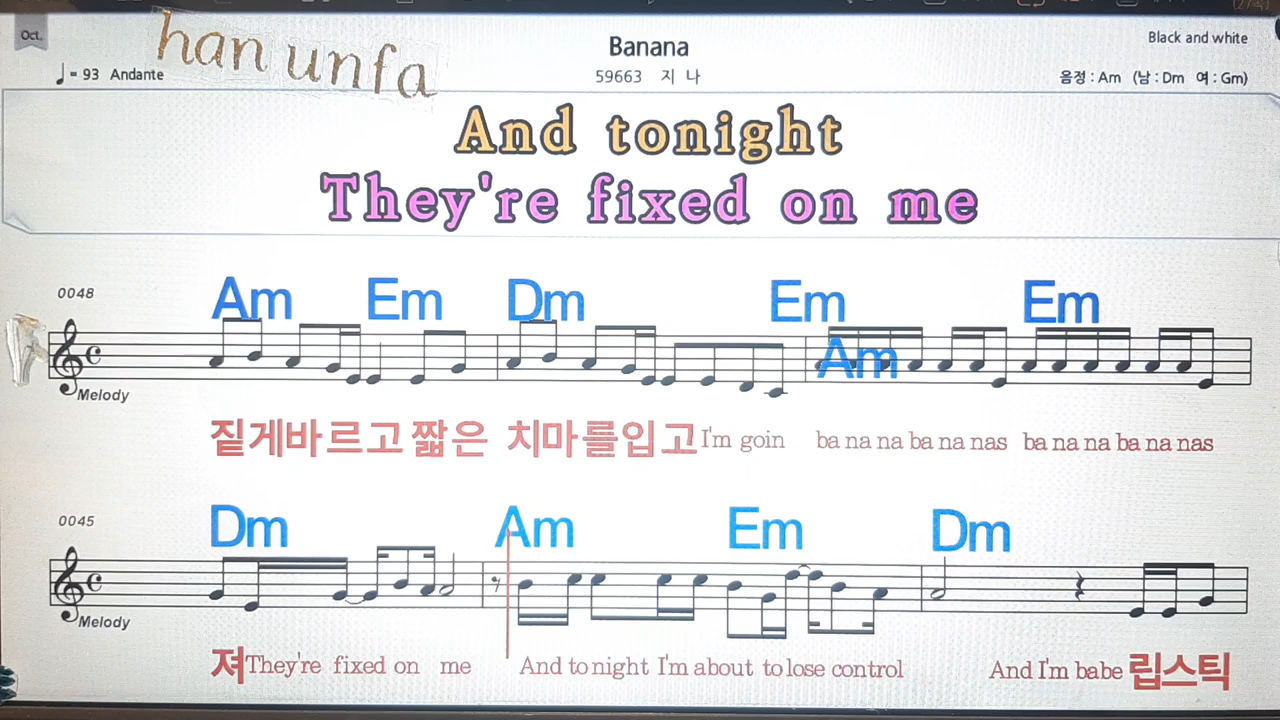 Oct.
han unfa
Banana
Black and white
= 93 Andante
59663 지 나
음정 : Am (남 : Dm 여 : Gm)
And tonight
They're fixed on me
0048
Am Em Dm Em Em
Am
Melody
짙게바르고 짧은 치마를입고 I'm goin ba na na ba na nas ba na na ba na nas
0045
Dm Am Em Dm
Melody
져 They're fixed on me And to night I'm about to lose control And I'm babe 립스틱